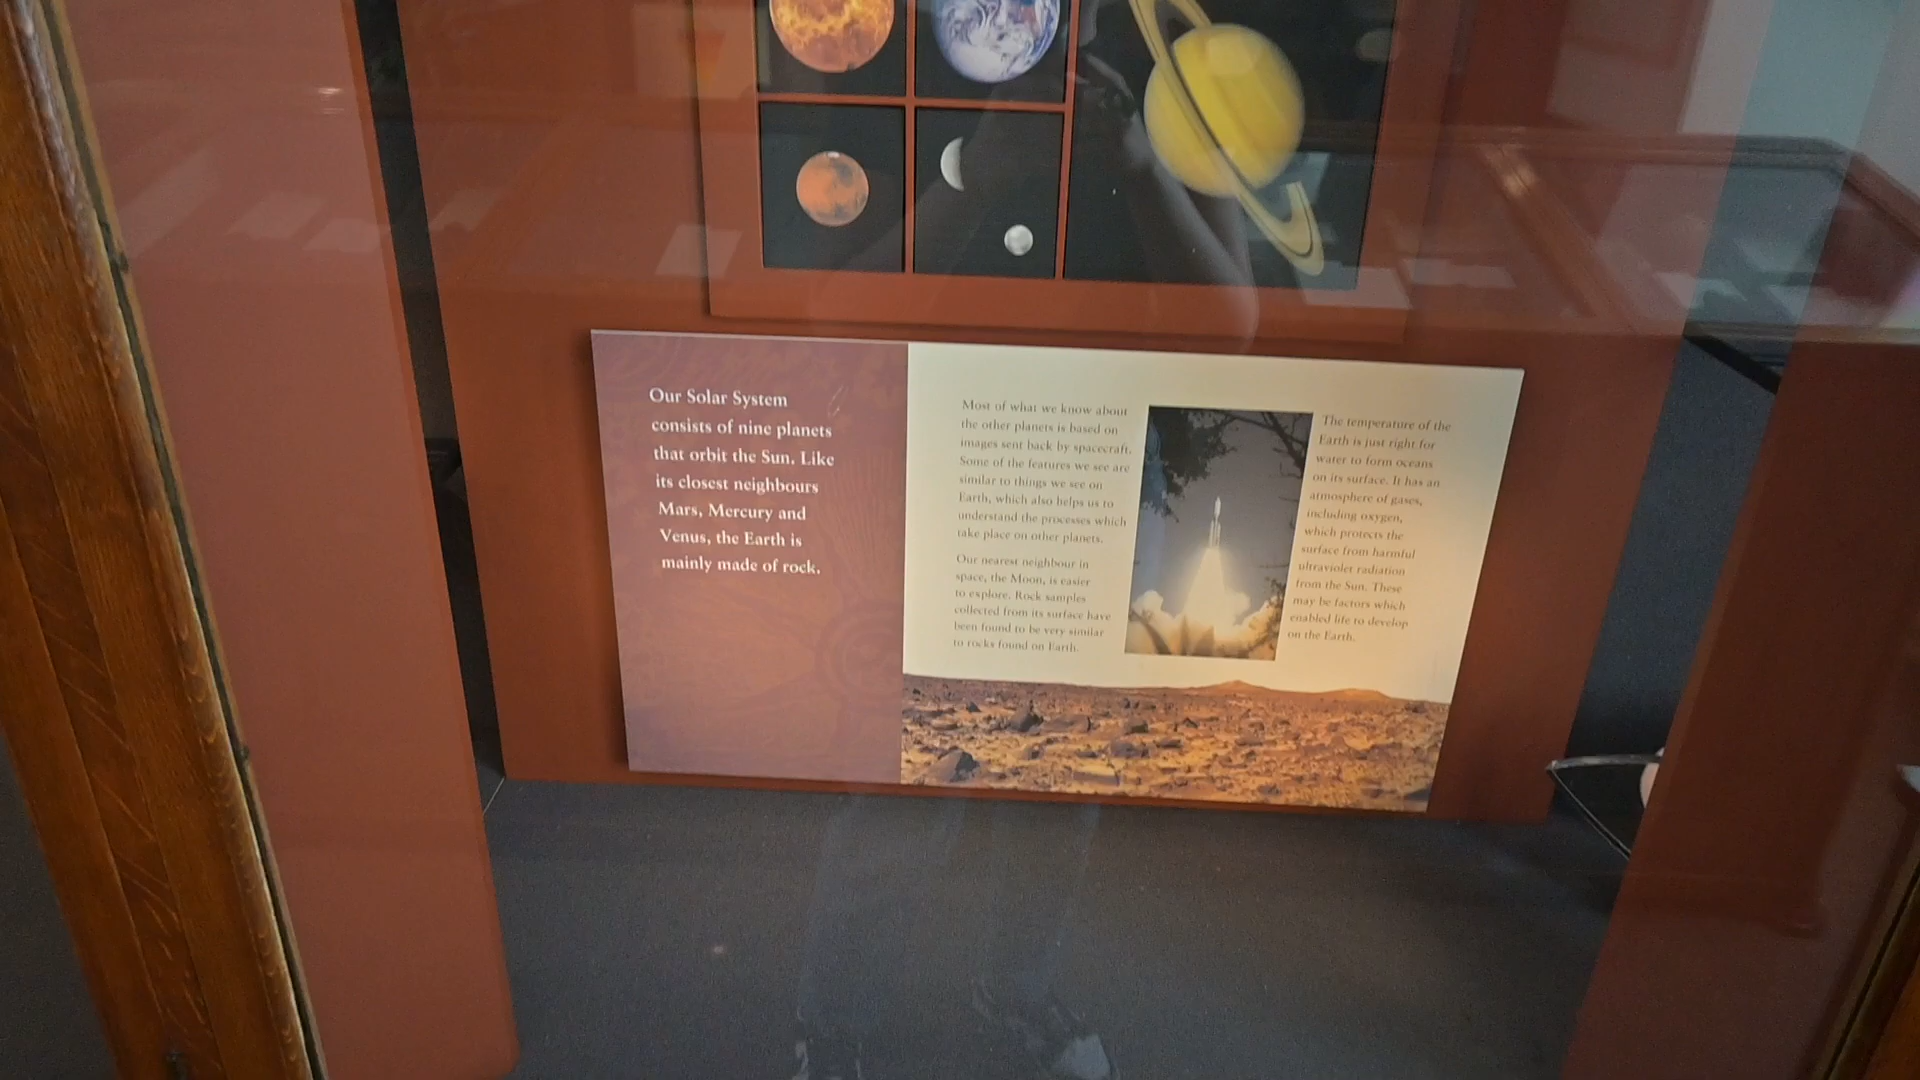 Our Solar System
consists of nine planets
that orbit the Sun. Like
its closest neighbours
Mars, Mercury and
Venus, the Earth is
mainly made of rock.
Most of what we know about
the other planets is based on
images sent back by spacecraft.
Some of the features we see are
similar to things we see on
Earth, which also helps us to
understand the processes which
take place on other planets.
Our nearest neighbour in
space, the Moon, is easier
to explore. Rock samples
collected from its surface have
been found to be very similar
to rocks found on Earth.
The temperature of the
Earth is just right for
water to form oceans
on its surface. It has an
atmosphere of gases,
including oxygen,
which protects the
surface from harmful
ultraviolet radiation
from the Sun. These
may be factors which
enabled life to develop
on the Earth.